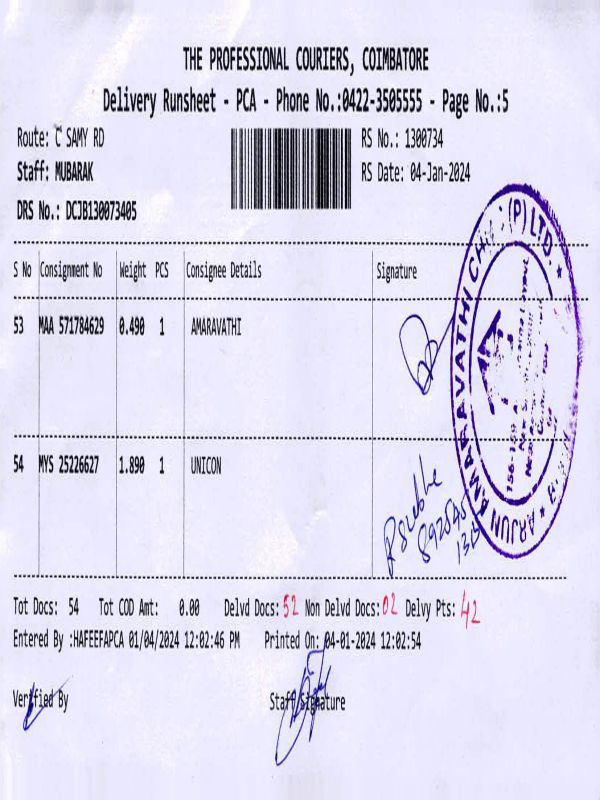 THE PROFESSIONAL COURIERS, COIMBATORE
Delivery Runsheet - PCA - Phone No.:0422-3505555 - Page No.:5
Route: C SAMY RD RS No.: 1300734
Staff: MUBARAK RS Date: 04-Jan-2024
DRS No.: DCJB130073405
S No Consignment No Weight PCS Consignee Details Signature
53 MAA 571784629 0.490 1 AMARAVATHI
54 MYS 25226627 1.890 1 UNICON
ARJUN AMARAVATHI (P) LTD.
Tot Docs: 54 Tot COD Amt: 0.00 Delvd Docs: 52 Non Delvd Docs: 02 Delvy Pts: 42
Entered By :HAFEEFAPCA 01/04/2024 12:02:46 PM Printed On: 04-01-2024 12:02:54
Verified By Staff Signature